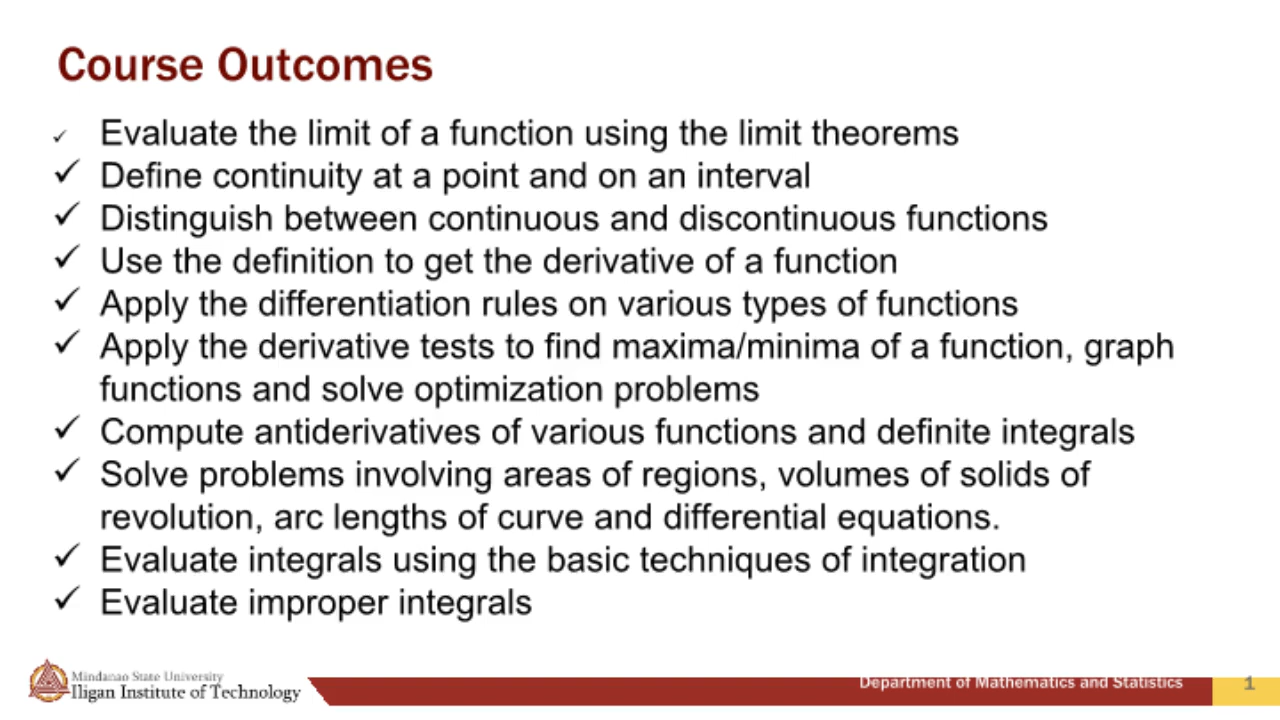 Course Outcomes
✓ Evaluate the limit of a function using the limit theorems
✓ Define continuity at a point and on an interval
✓ Distinguish between continuous and discontinuous functions
✓ Use the definition to get the derivative of a function
✓ Apply the differentiation rules on various types of functions
✓ Apply the derivative tests to find maxima/minima of a function, graph
functions and solve optimization problems
✓ Compute antiderivatives of various functions and definite integrals
✓ Solve problems involving areas of regions, volumes of solids of
revolution, arc lengths of curve and differential equations.
✓ Evaluate integrals using the basic techniques of integration
✓ Evaluate improper integrals
Mindanao State University
Iligan Institute of Technology
Department of Mathematics and Statistics
1